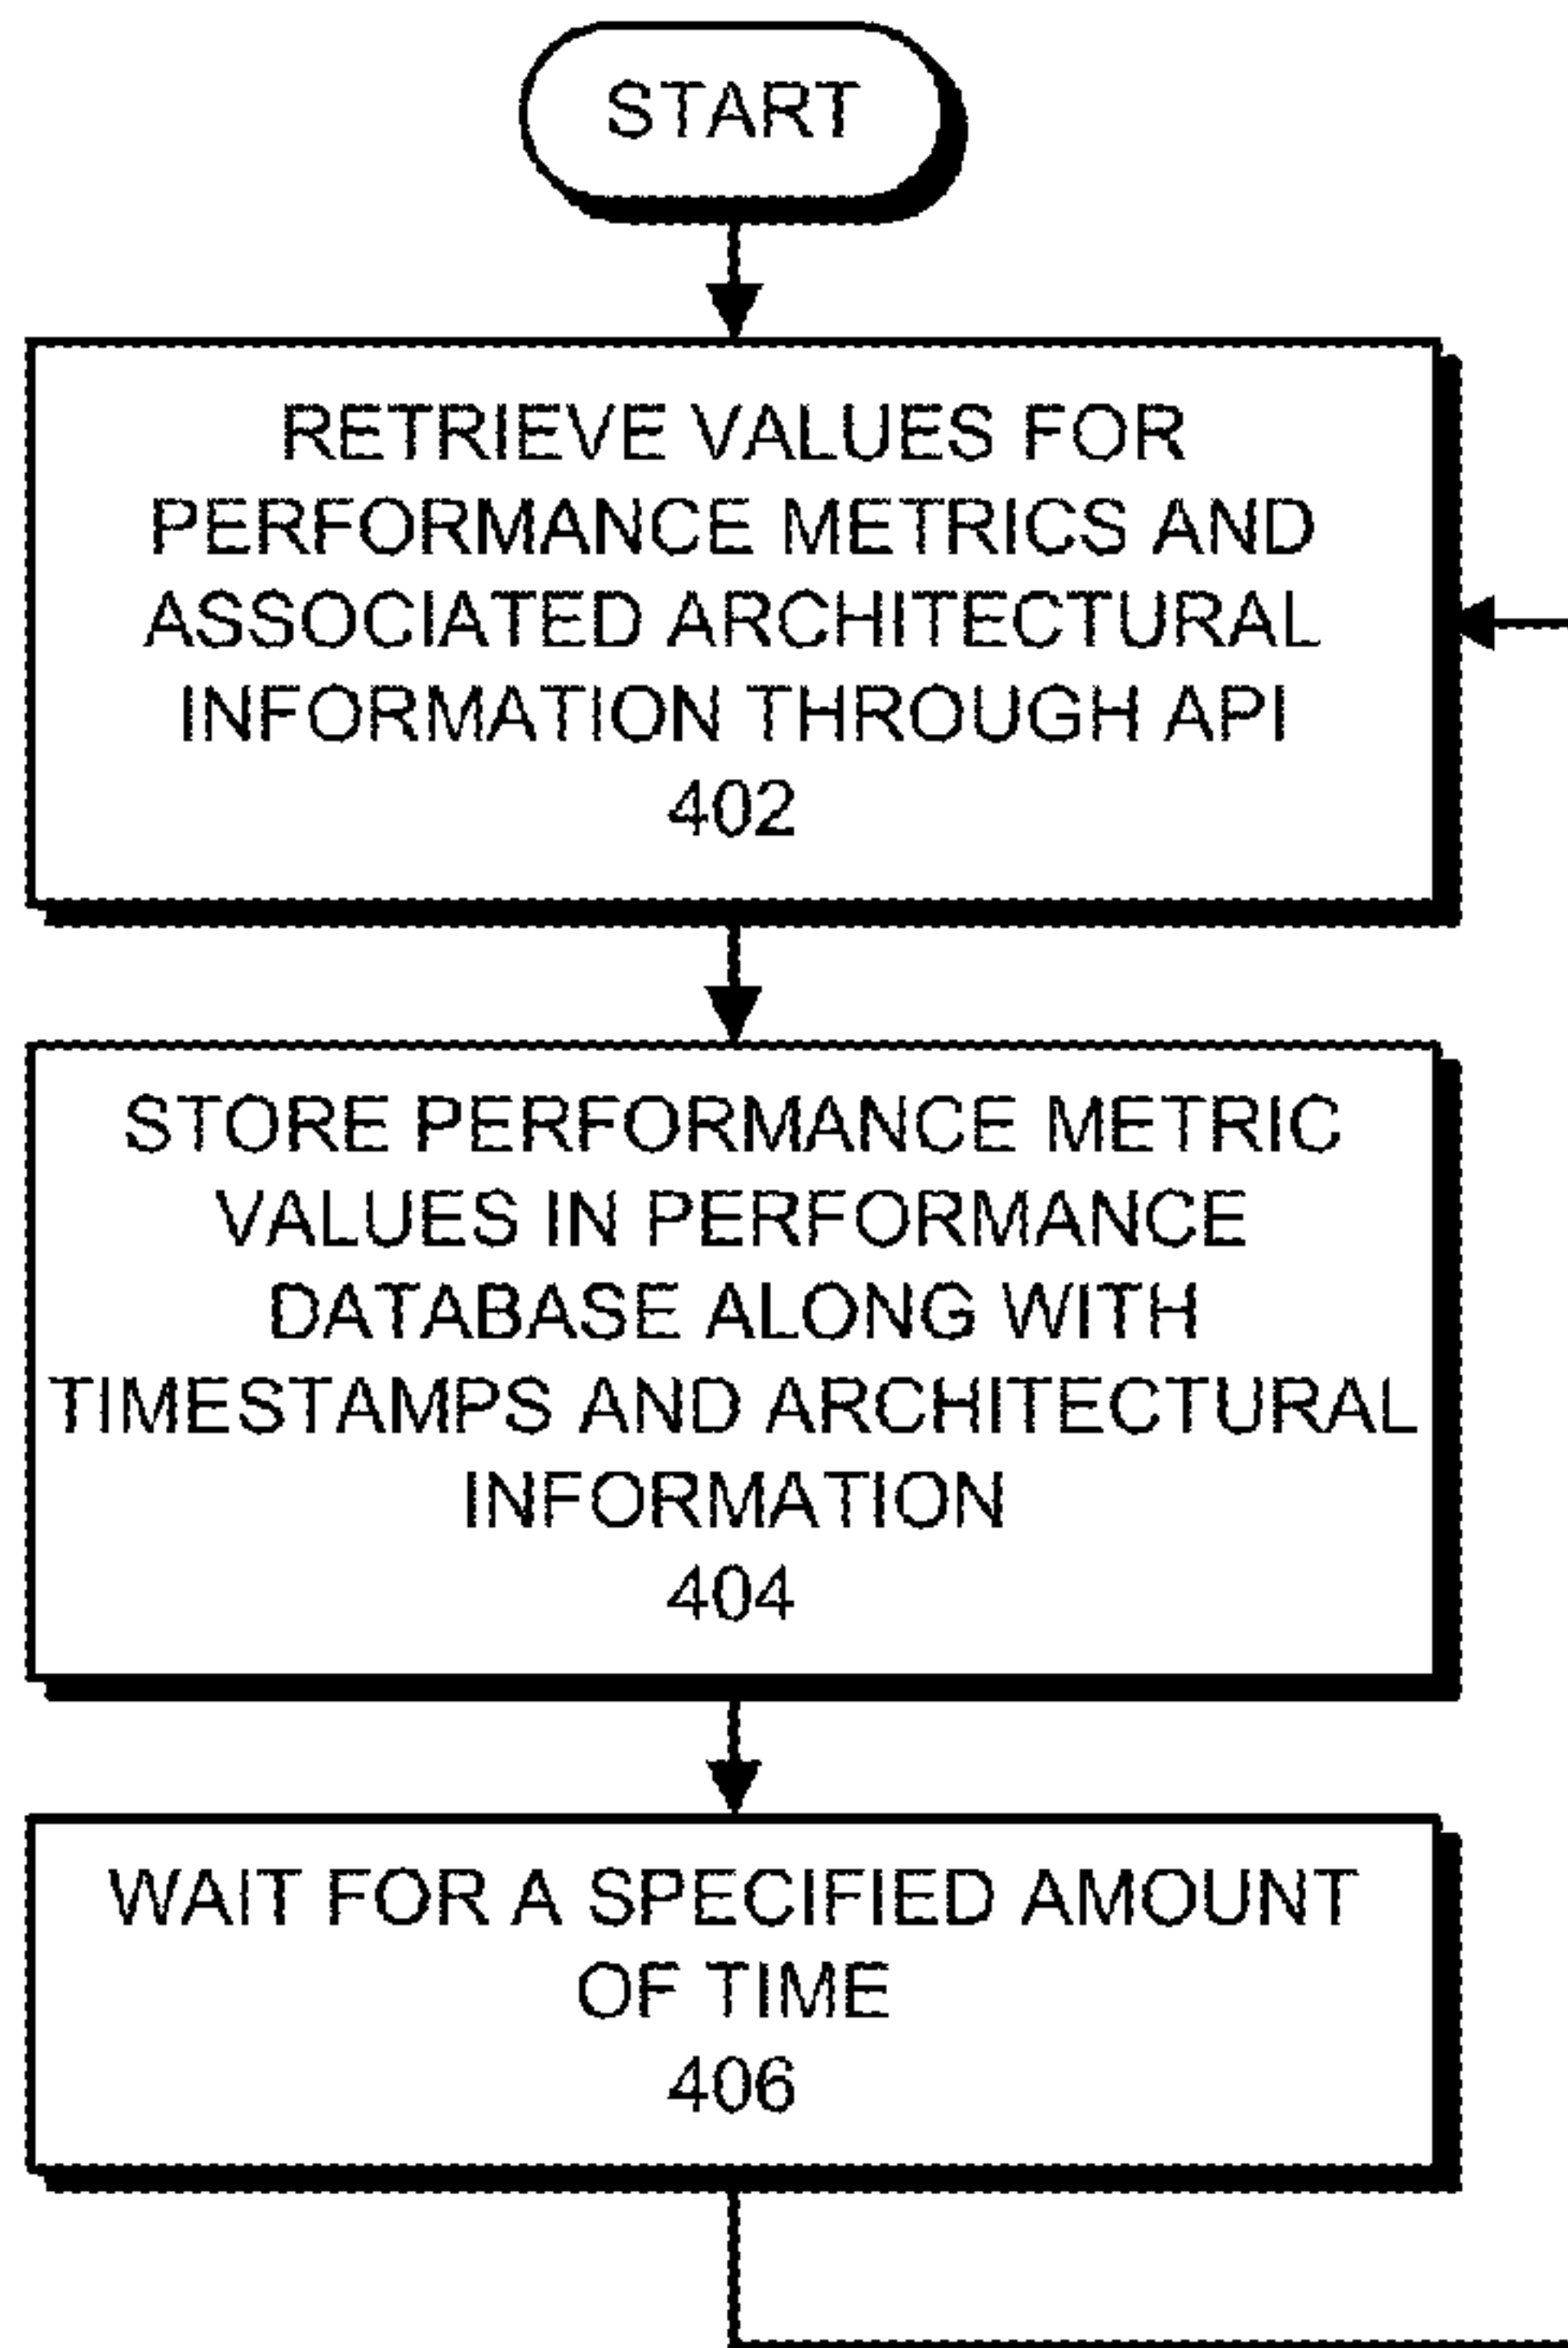 START
RETRIEVE VALUES FOR
PERFORMANCE METRICS AND
ASSOCIATED ARCHITECTURAL
INFORMATION THROUGH API
402
STORE PERFORMANCE METRIC
VALUES IN PERFORMANCE
DATABASE ALONG WITH
TIMESTAMPS AND ARCHITECTURAL
INFORMATION
404
WAIT FOR A SPECIFIED AMOUNT
OF TIME
406